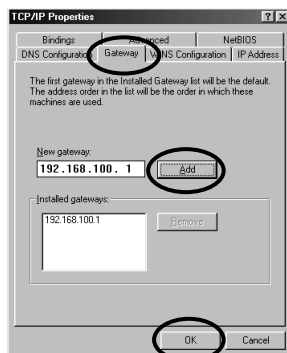 TCP/IP Properties
Bindings Advanced NetBIOS
DNS Configuration Gateway WINS Configuration IP Address
The first gateway in the Installed Gateway list will be the default.
The address order in the list will be the order in which these
machines are used.
New gateway:
192.168.100. 1 Add
Installed gateways:
192.168.100.1 Remove
OK Cancel